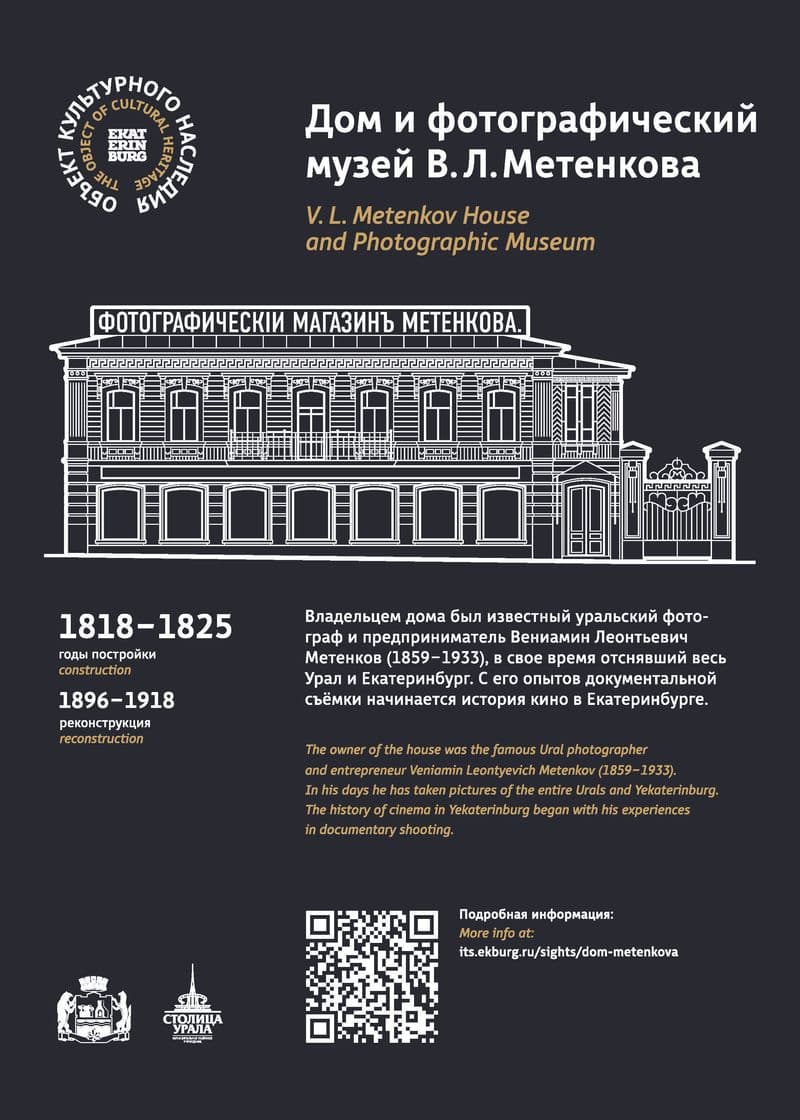 ОБЪЕКТ КУЛЬТУРНОГО НАСЛЕДИЯ
THE OBJECT OF CULTURAL HERITAGE
EKAT
ERIN
BURG
Дом и фотографический
музей В. Л. Метенкова
V. L. Metenkov House
and Photographic Museum
ФОТОГРАФИЧЕСКIИ МАГАЗИНЪ МЕТЕНКОВА.
1818–1825
годы постройки
construction
1896–1918
реконструкция
reconstruction
Владельцем дома был известный уральский фото-
граф и предприниматель Вениамин Леонтьевич
Метенков (1859–1933), в свое время отснявший весь
Урал и Екатеринбург. С его опытов документальной
съёмки начинается история кино в Екатеринбурге.
The owner of the house was the famous Ural photographer
and entrepreneur Veniamin Leontyevich Metenkov (1859–1933).
In his days he has taken pictures of the entire Urals and Yekaterinburg.
The history of cinema in Yekaterinburg began with his experiences
in documentary shooting.
Подробная информация:
More info at:
its.ekburg.ru/sights/dom-metenkova
СТОЛИЦА
УРАЛА